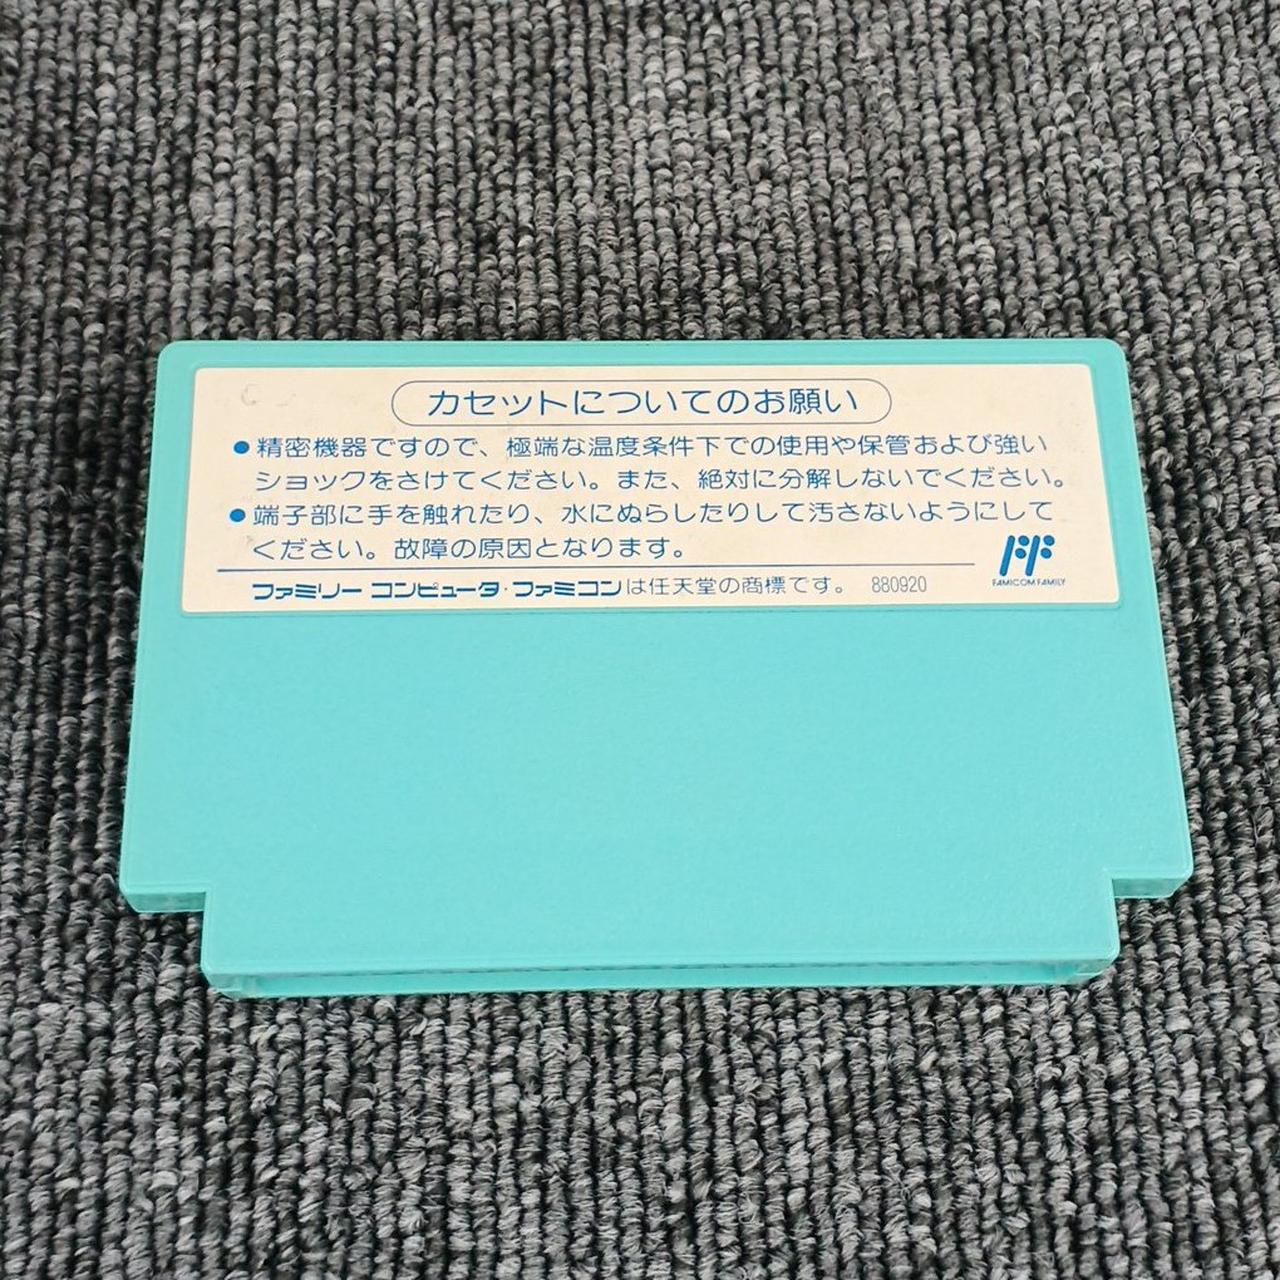 カセットについてのお願い
●精密機器ですので、極端な温度条件下での使用や保管および強い
ショックをさけてください。また、絶対に分解しないでください。
●端子部に手を触れたり、水にぬらしたりして汚さないようにして
ください。故障の原因となります。
FAMICOM FAMILY
ファミリー コンピュータ・ファミコンは任天堂の商標です。 880920